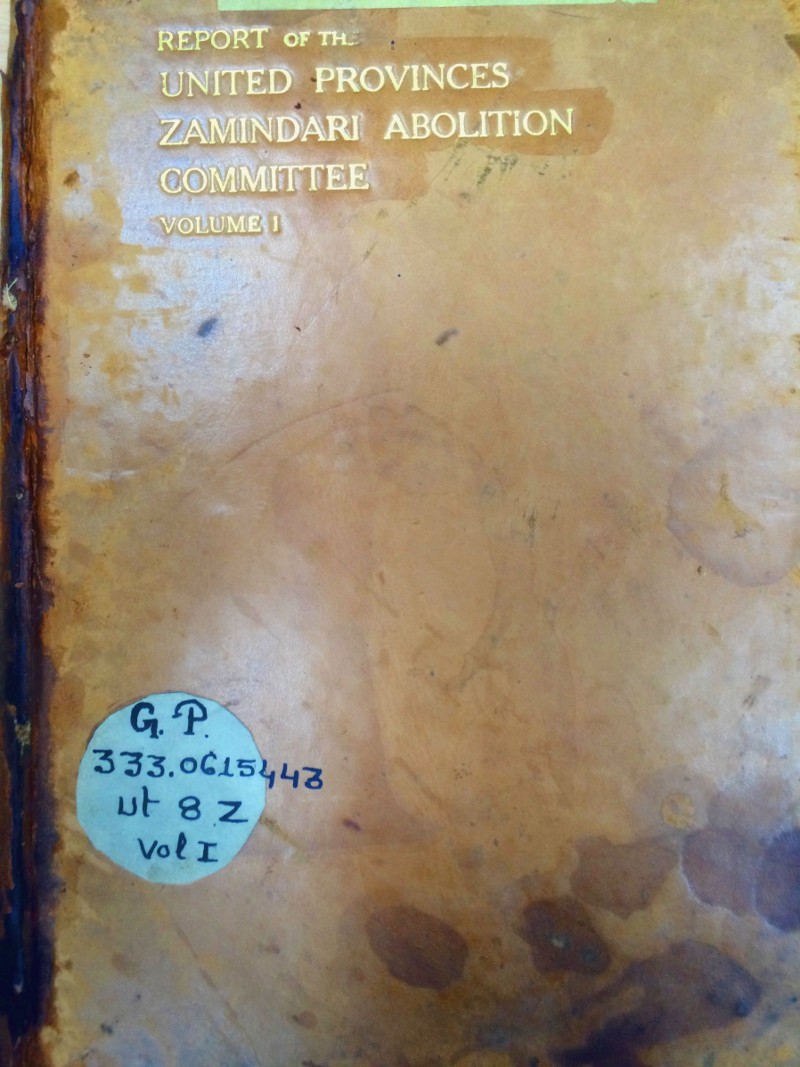 REPORT OF THE
UNITED PROVINCES
ZAMINDARI ABOLITION
COMMITTEE
VOLUME I
G. P.
333.0615443
Ut 8 Z
Vol I